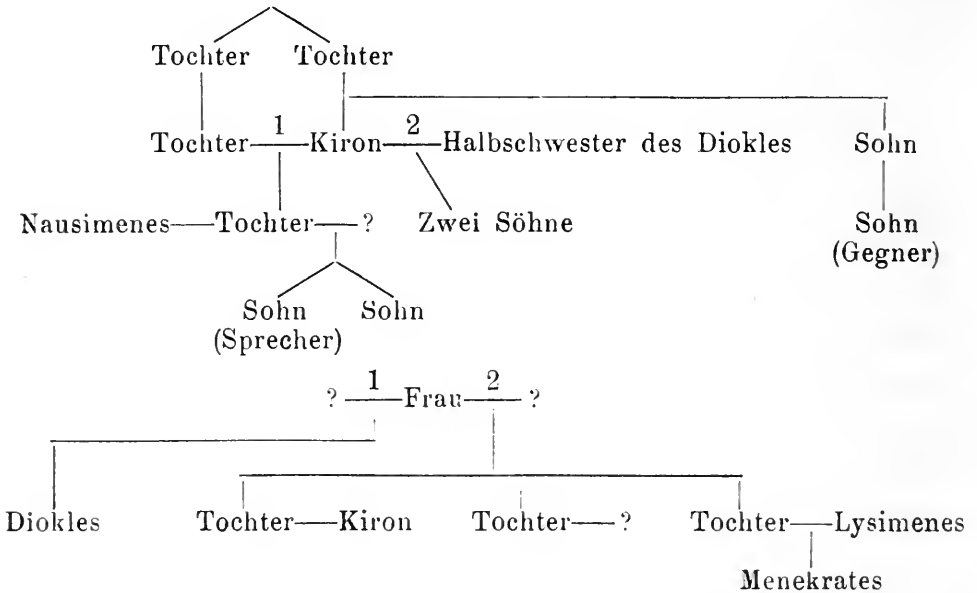 Tochter Tochter
1 2
Tochter Kiron Halbschwester des Diokles Sohn
Nausimenes Tochter ? Zwei Söhne Sohn
(Gegner)
Sohn Sohn
(Sprecher)
1 2
? Frau ?
Diokles Tochter Kiron Tochter ? Tochter Lysimenes
Menekrates